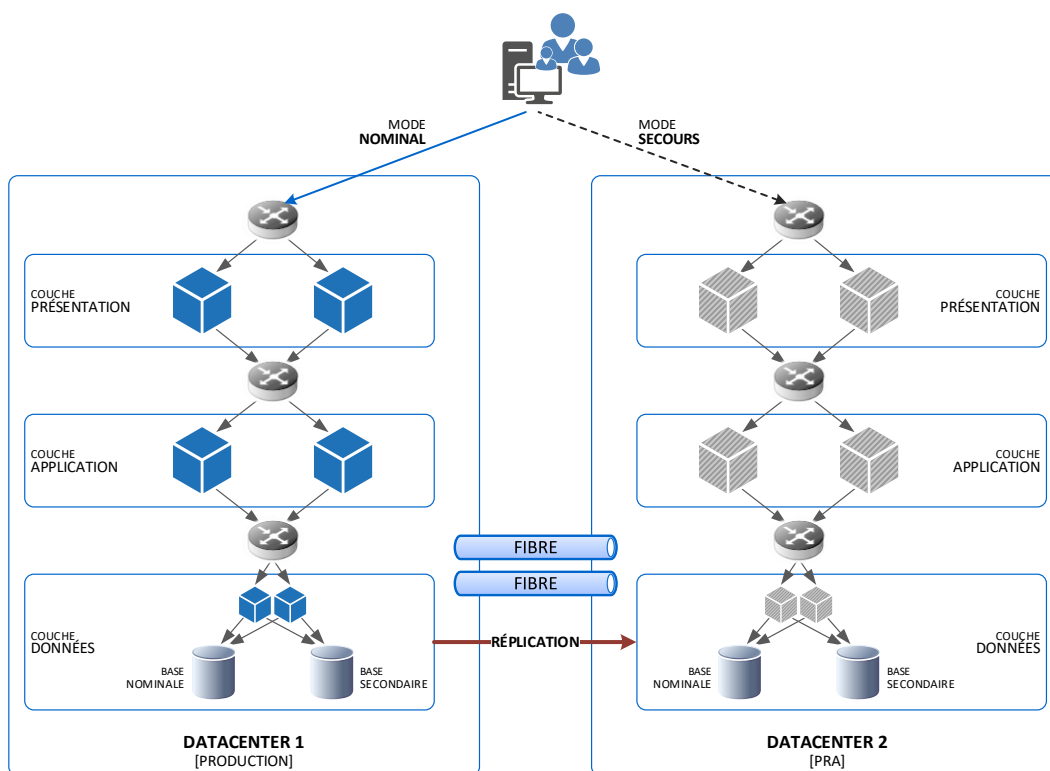 MODE
NOMINAL
MODE
SECOURS
COUCHE
PRÉSENTATION
COUCHE
PRÉSENTATION
COUCHE
APPLICATION
COUCHE
APPLICATION
FIBRE
FIBRE
COUCHE
DONNÉES
RÉPLICATION
COUCHE
DONNÉES
BASE
NOMINALE
BASE
SECONDAIRE
BASE
NOMINALE
BASE
SECONDAIRE
DATACENTER 1
[PRODUCTION]
DATACENTER 2
[PRA]